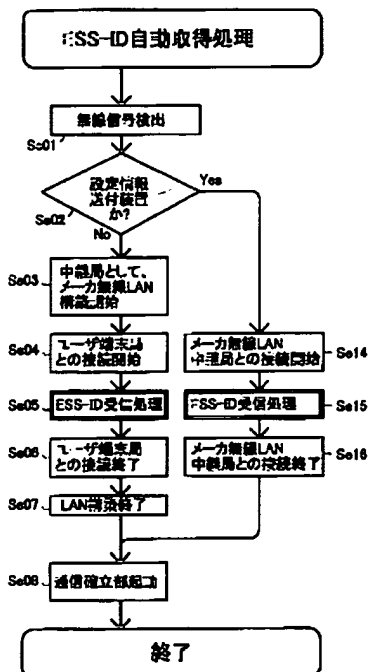 ESS-ID自動取得処理
無線信号検出
Se01
設定情報
送付装置
か?
Yes
Se02
No
Se03
中継局として、
メーカ無線LAN
構築開始
Se04
ユーザ端末局
との接続開始
メーカ無線LAN
中継局との接続開始
Se14
Se05
ESS-ID受信処理
ESS-ID受信処理
Se15
Se06
ユーザ端末局
との接続終了
メーカ無線LAN
中継局との接続終了
Se16
Se07
LAN構築終了
Se08
通信確立部起動
終了